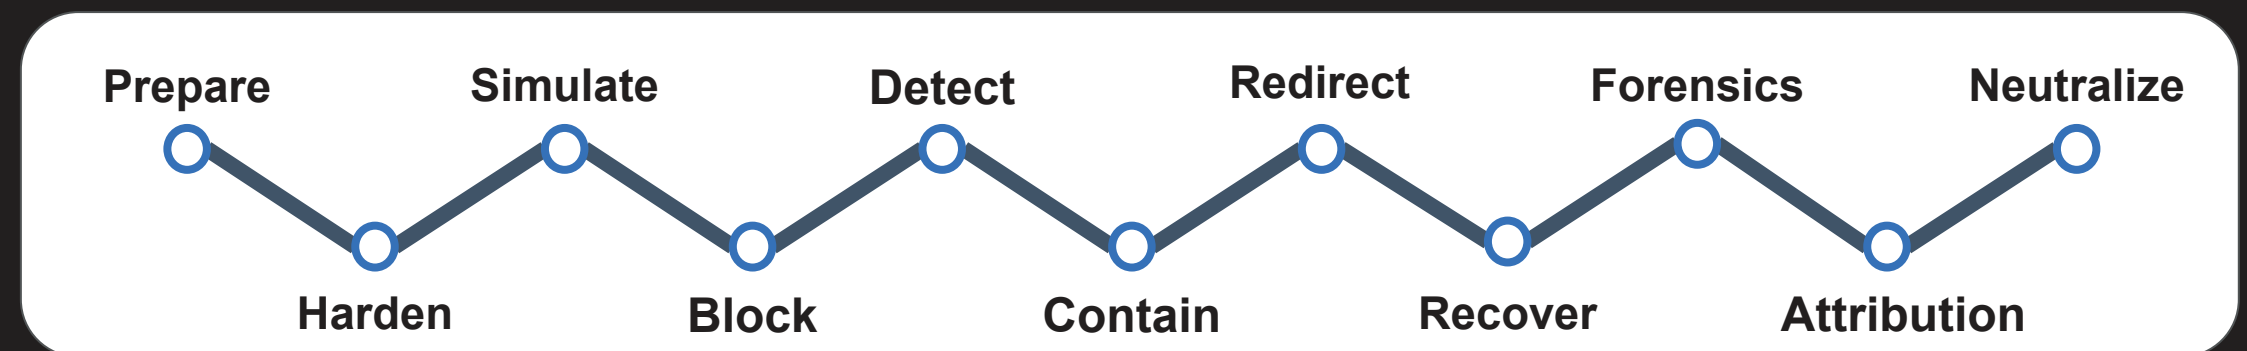 Prepare
Simulate
Detect
Redirect
Forensics
Neutralize
Harden
Block
Contain
Recover
Attribution